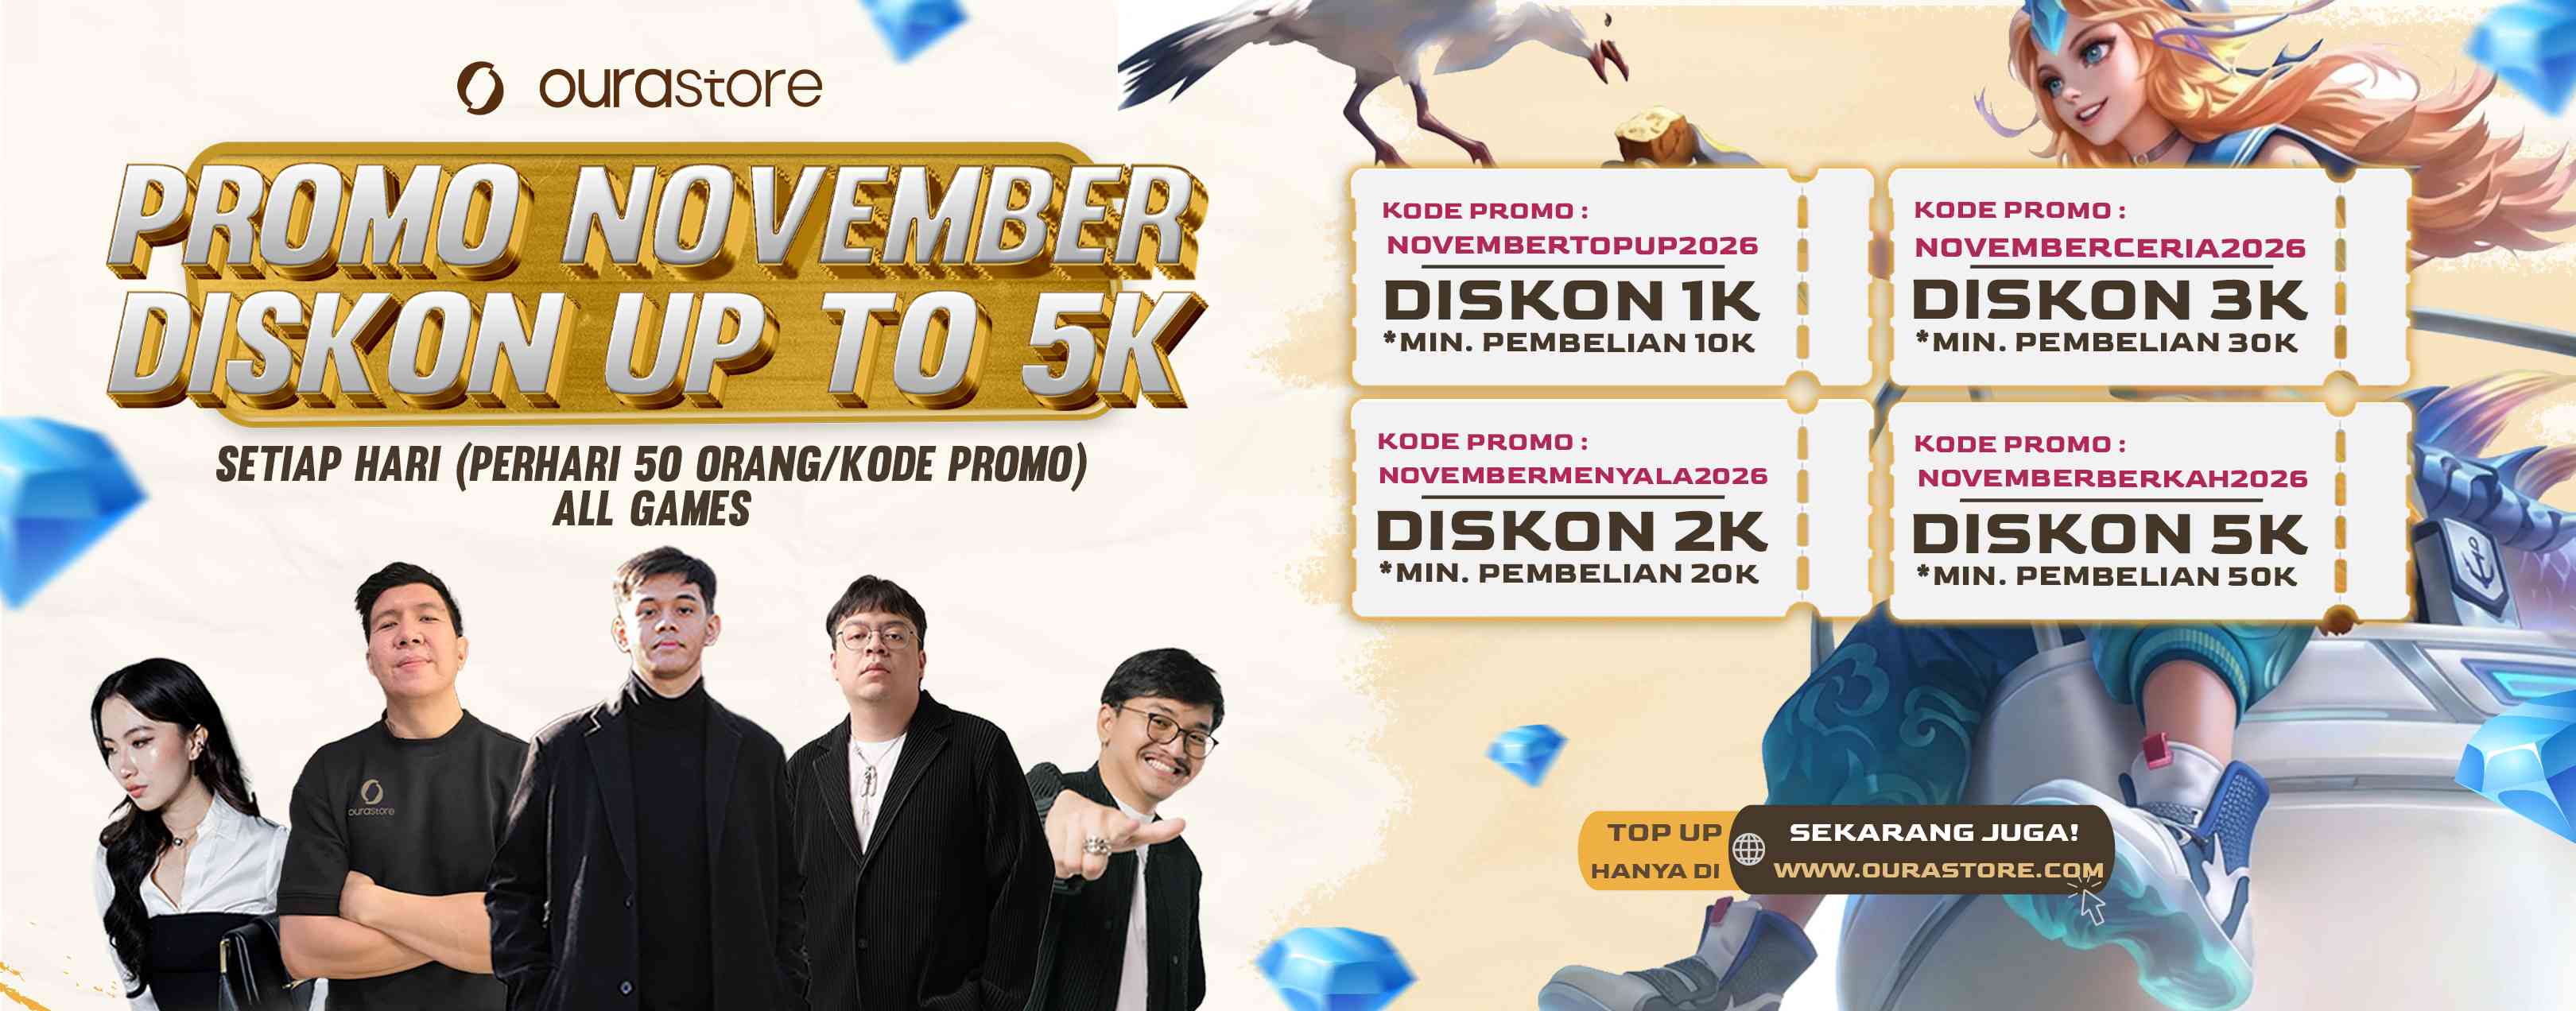 ourastore
PROMO NOVEMBER
DISKON UP TO 5K
SETIAP HARI (PERHARI 50 ORANG/KODE PROMO)
ALL GAMES
ourastore
KODE PROMO :
NOVEMBERTOPUP2026
DISKON 1K
*MIN. PEMBELIAN 10K
KODE PROMO :
NOVEMBERCERIA2026
DISKON 3K
*MIN. PEMBELIAN 30K
KODE PROMO :
NOVEMBERMENYALA2026
DISKON 2K
*MIN. PEMBELIAN 20K
KODE PROMO :
NOVEMBERBERKAH2026
DISKON 5K
*MIN. PEMBELIAN 50K
TOP UP
HANYA DI
SEKARANG JUGA!
WWW.OURASTORE.COM